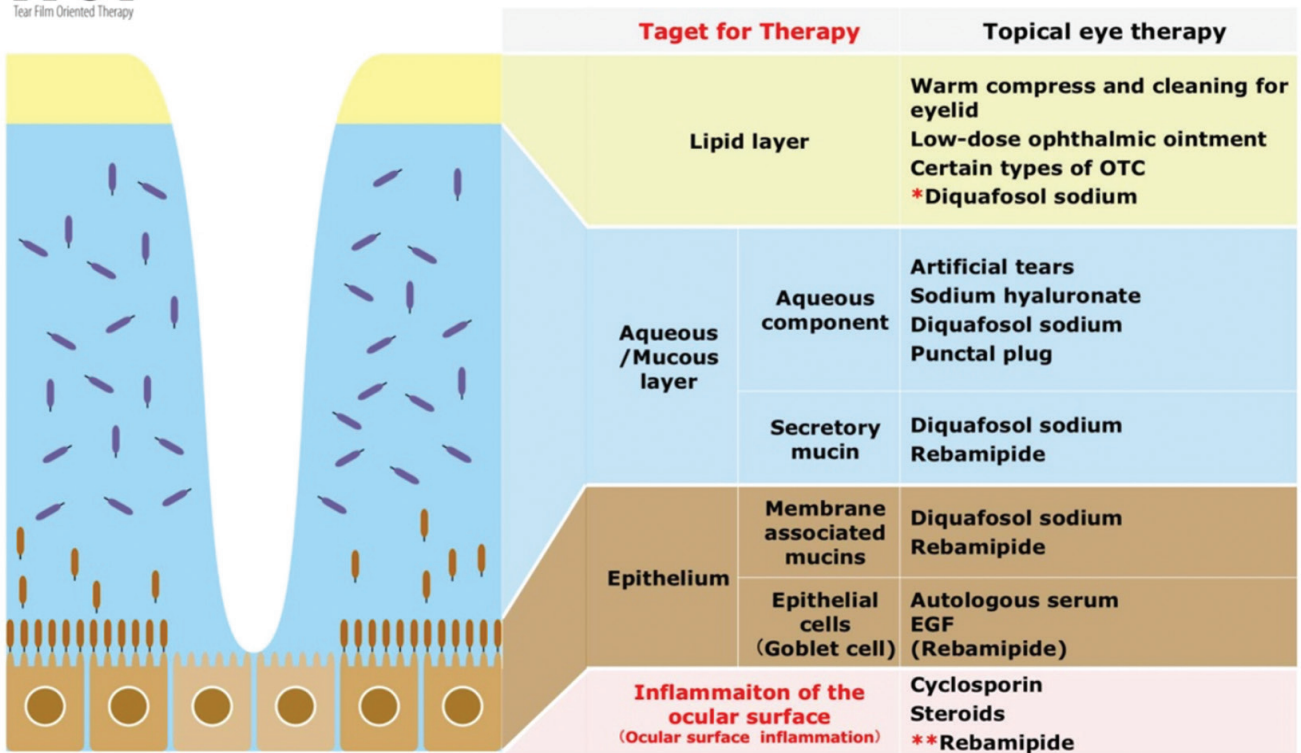 Tear Film Oriented Therapy
Taget for Therapy
Topical eye therapy
Lipid layer
Warm compress and cleaning for
eyelid
Low-dose ophthalmic ointment
Certain types of OTC
*Diquafosol sodium
Aqueous
/Mucous
layer
Aqueous
component
Artificial tears
Sodium hyaluronate
Diquafosol sodium
Punctal plug
Secretory
mucin
Diquafosol sodium
Rebamipide
Epithelium
Membrane
associated
mucins
Diquafosol sodium
Rebamipide
Epithelial
cells
(Goblet cell)
Autologous serum
EGF
(Rebamipide)
Inflammaiton of the
ocular surface
(Ocular surface inflammation)
Cyclosporin
Steroids
**Rebamipide